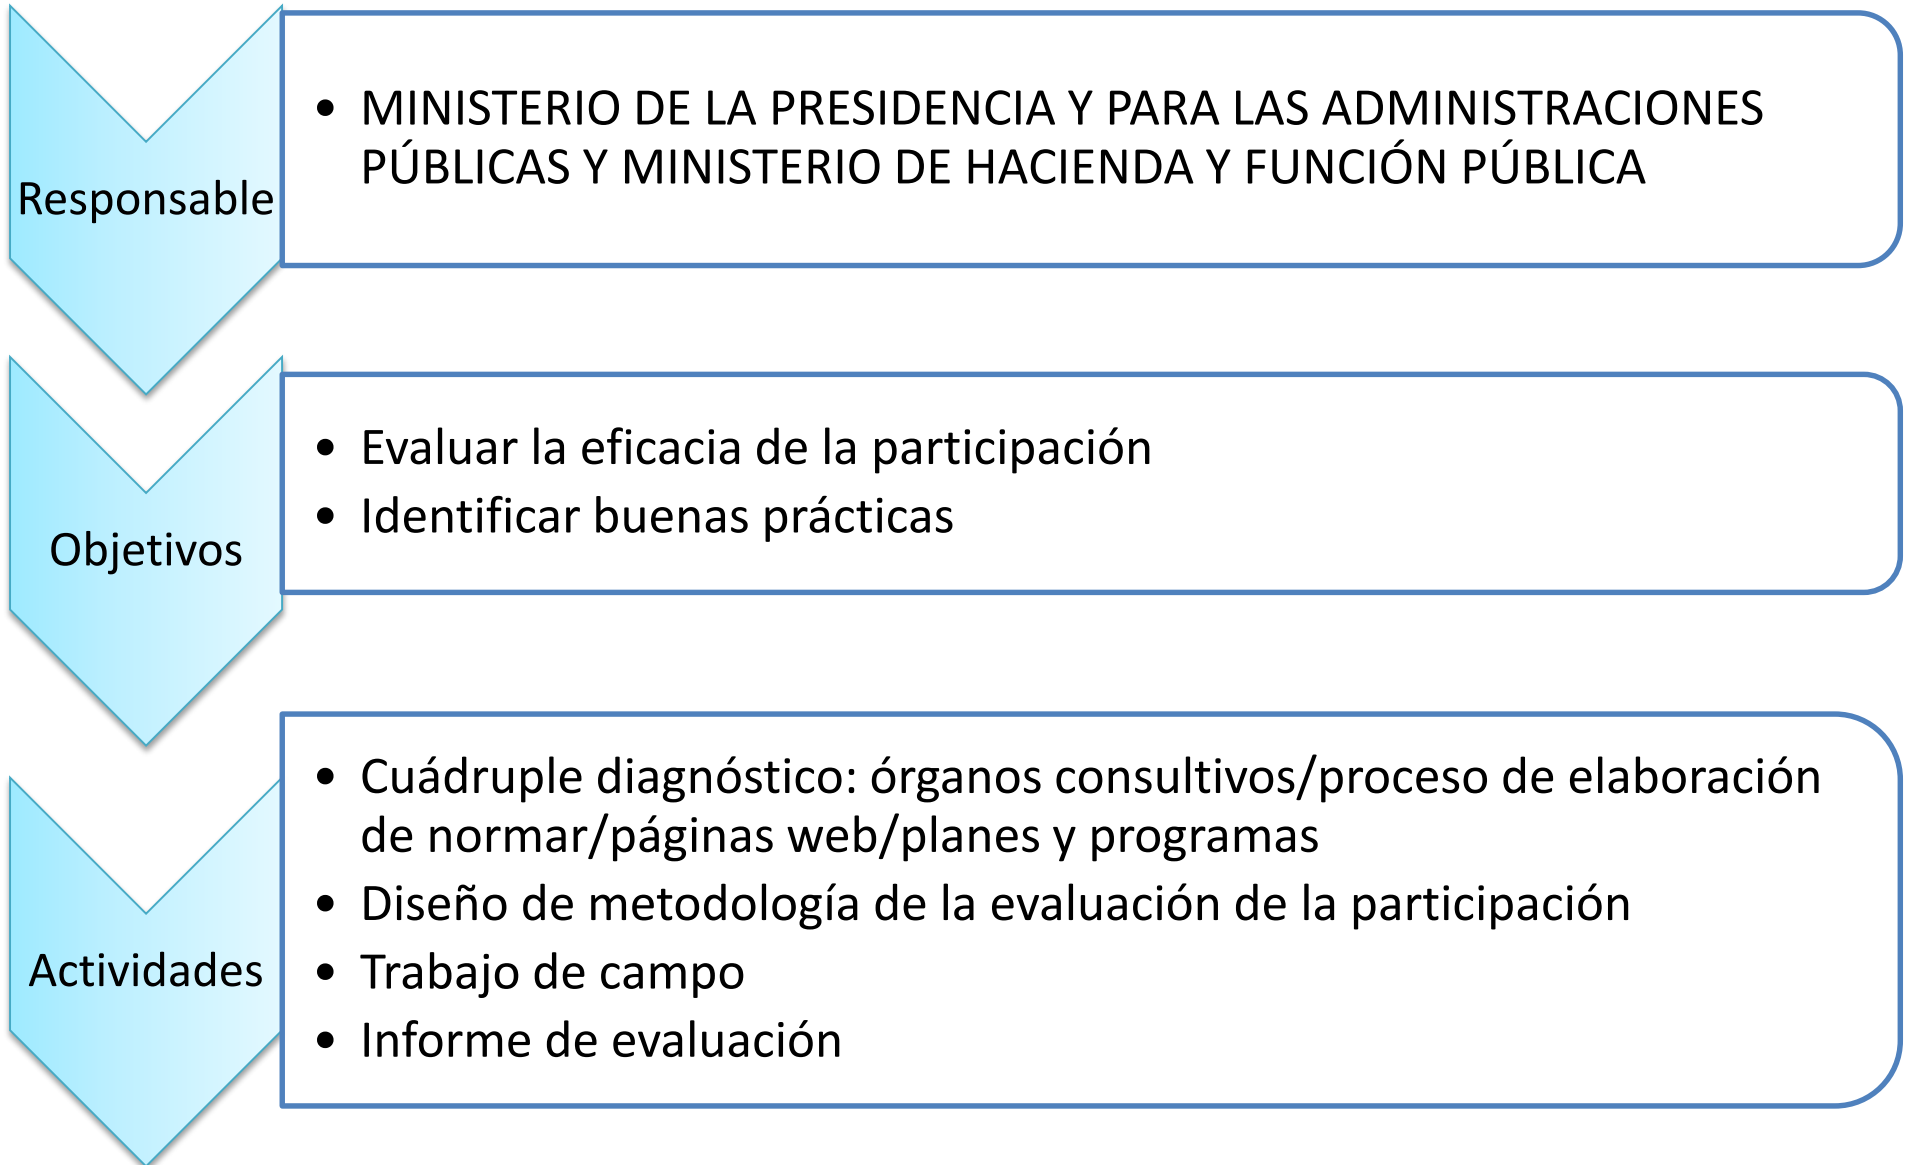 Responsable
• MINISTERIO DE LA PRESIDENCIA Y PARA LAS ADMINISTRACIONES
PÚBLICAS Y MINISTERIO DE HACIENDA Y FUNCIÓN PÚBLICA
Objetivos
• Evaluar la eficacia de la participación
• Identificar buenas prácticas
Actividades
• Cuádruple diagnóstico: órganos consultivos/proceso de elaboración
de normar/páginas web/planes y programas
• Diseño de metodología de la evaluación de la participación
• Trabajo de campo
• Informe de evaluación